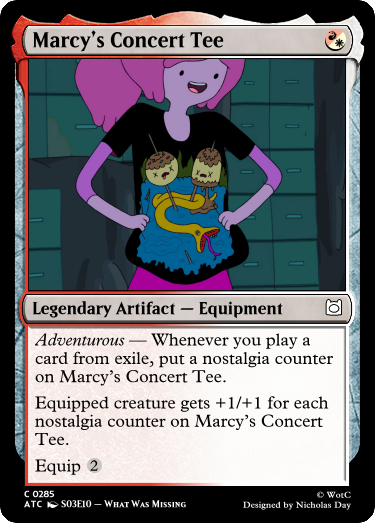 Marcy's Concert Tee
Legendary Artifact — Equipment
Adventurous — Whenever you play a
card from exile, put a nostalgia counter
on Marcy's Concert Tee.
Equipped creature gets +1/+1 for each
nostalgia counter on Marcy's Concert
Tee.
Equip 2
C 0285
© WotC
ATC S03E10 — What Was Missing
Designed by Nicholas Day